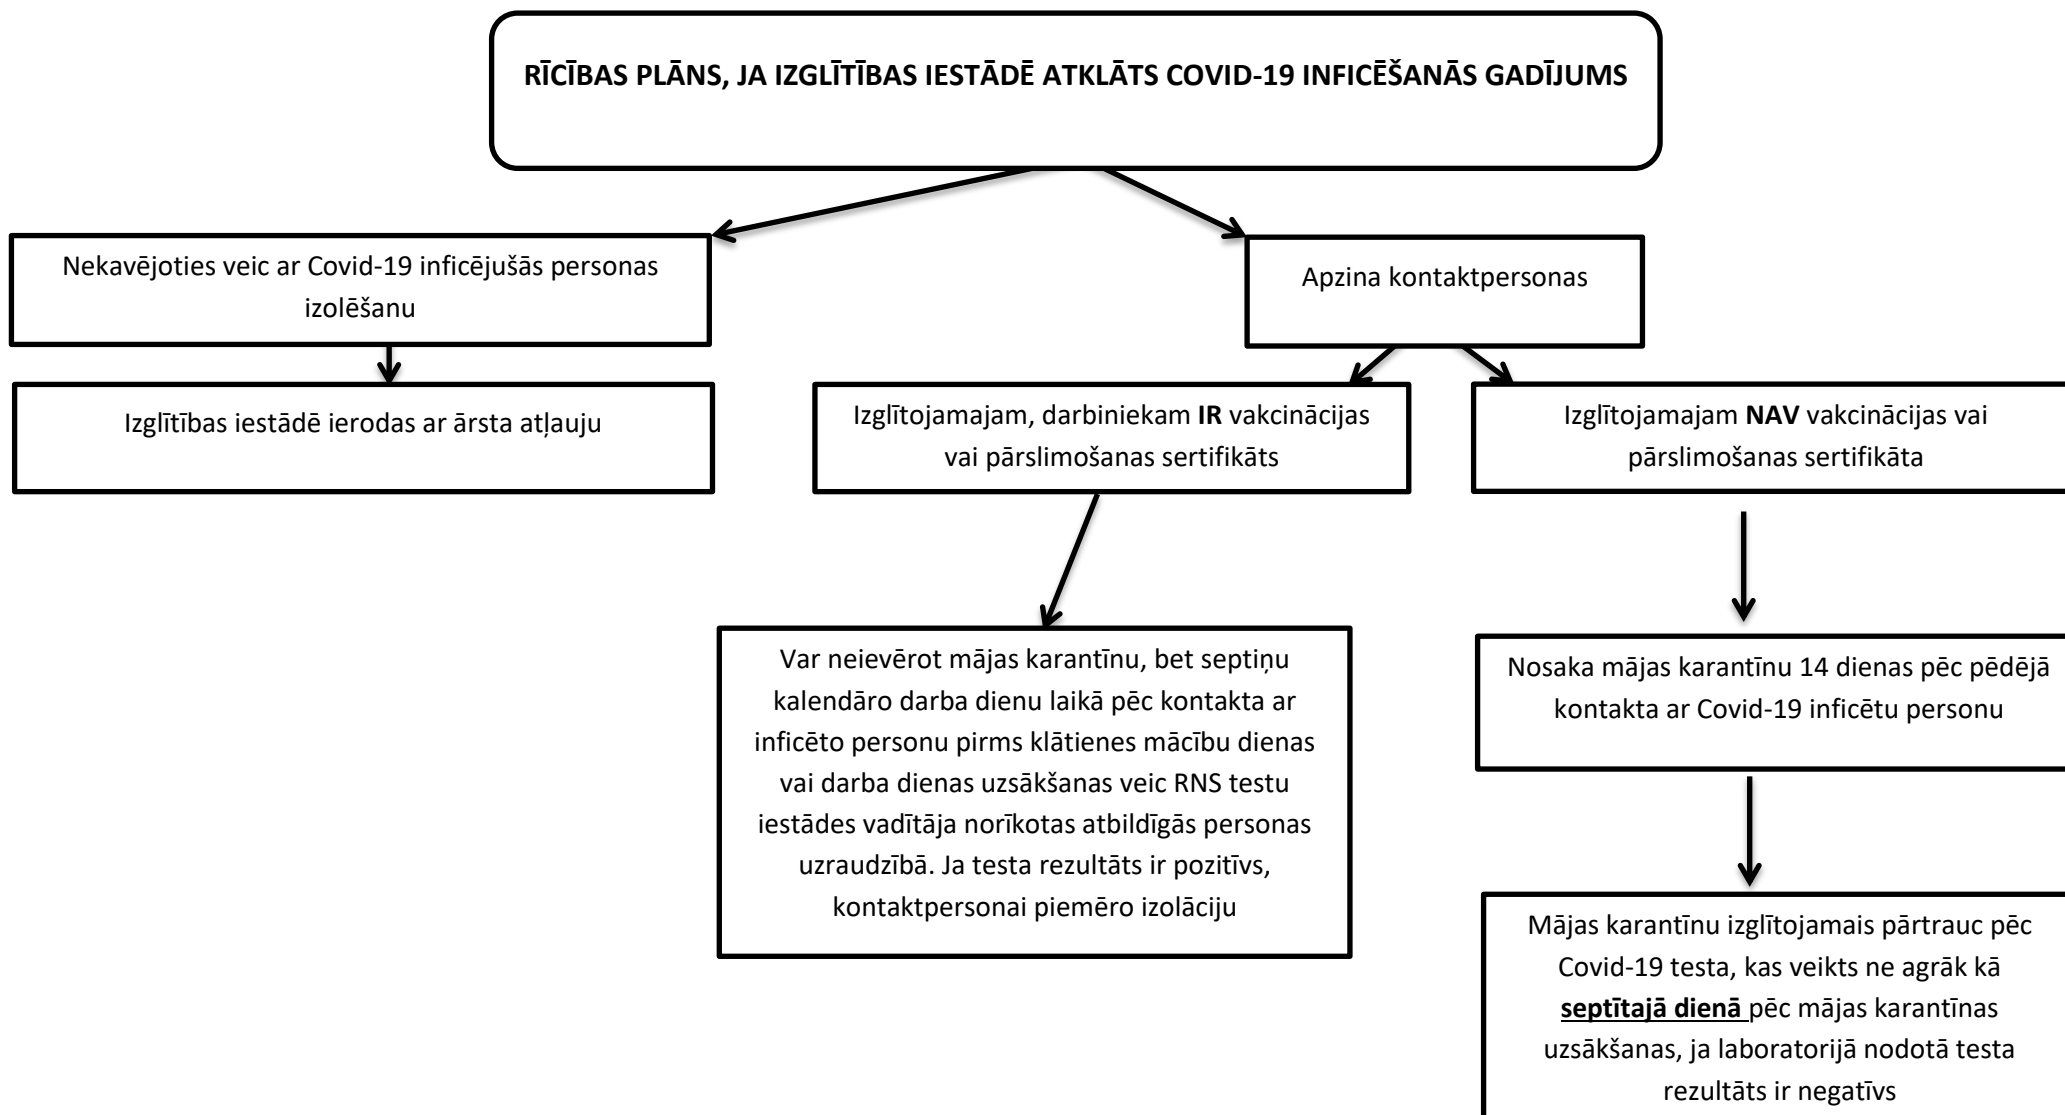 RĪCĪBAS PLĀNS, JA IZGLĪTĪBAS IESTĀDĒ ATKLĀTS COVID-19 INFICĒŠANĀS GADĪJUMS
Nekavējoties veic ar Covid-19 inficējušās personas
izolēšanu
Apzina kontaktpersonas
Izglītības iestādē ierodas ar ārsta atļauju
Izglītojamajam, darbiniekam IR vakcinācijas
vai pārslimošanas sertifikāts
Izglītojamajam NAV vakcinācijas vai
pārslimošanas sertifikāta
Var neievērot mājas karantīnu, bet septiņu
kalendāro darba dienu laikā pēc kontakta ar
inficēto personu pirms klātienes mācību dienas
vai darba dienas uzsākšanas veic RNS testu
iestādes vadītāja norīkotas atbildīgās personas
uzraudzībā. Ja testa rezultāts ir pozitīvs,
kontaktpersonai piemēro izolāciju
Nosaka mājas karantīnu 14 dienas pēc pēdējā
kontakta ar Covid-19 inficētu personu
Mājas karantīnu izglītojamais pārtrauc pēc
Covid-19 testa, kas veikts ne agrāk kā
septītajā dienā pēc mājas karantīnas
uzsākšanas, ja laboratorijā nodotā testa
rezultāts ir negatīvs